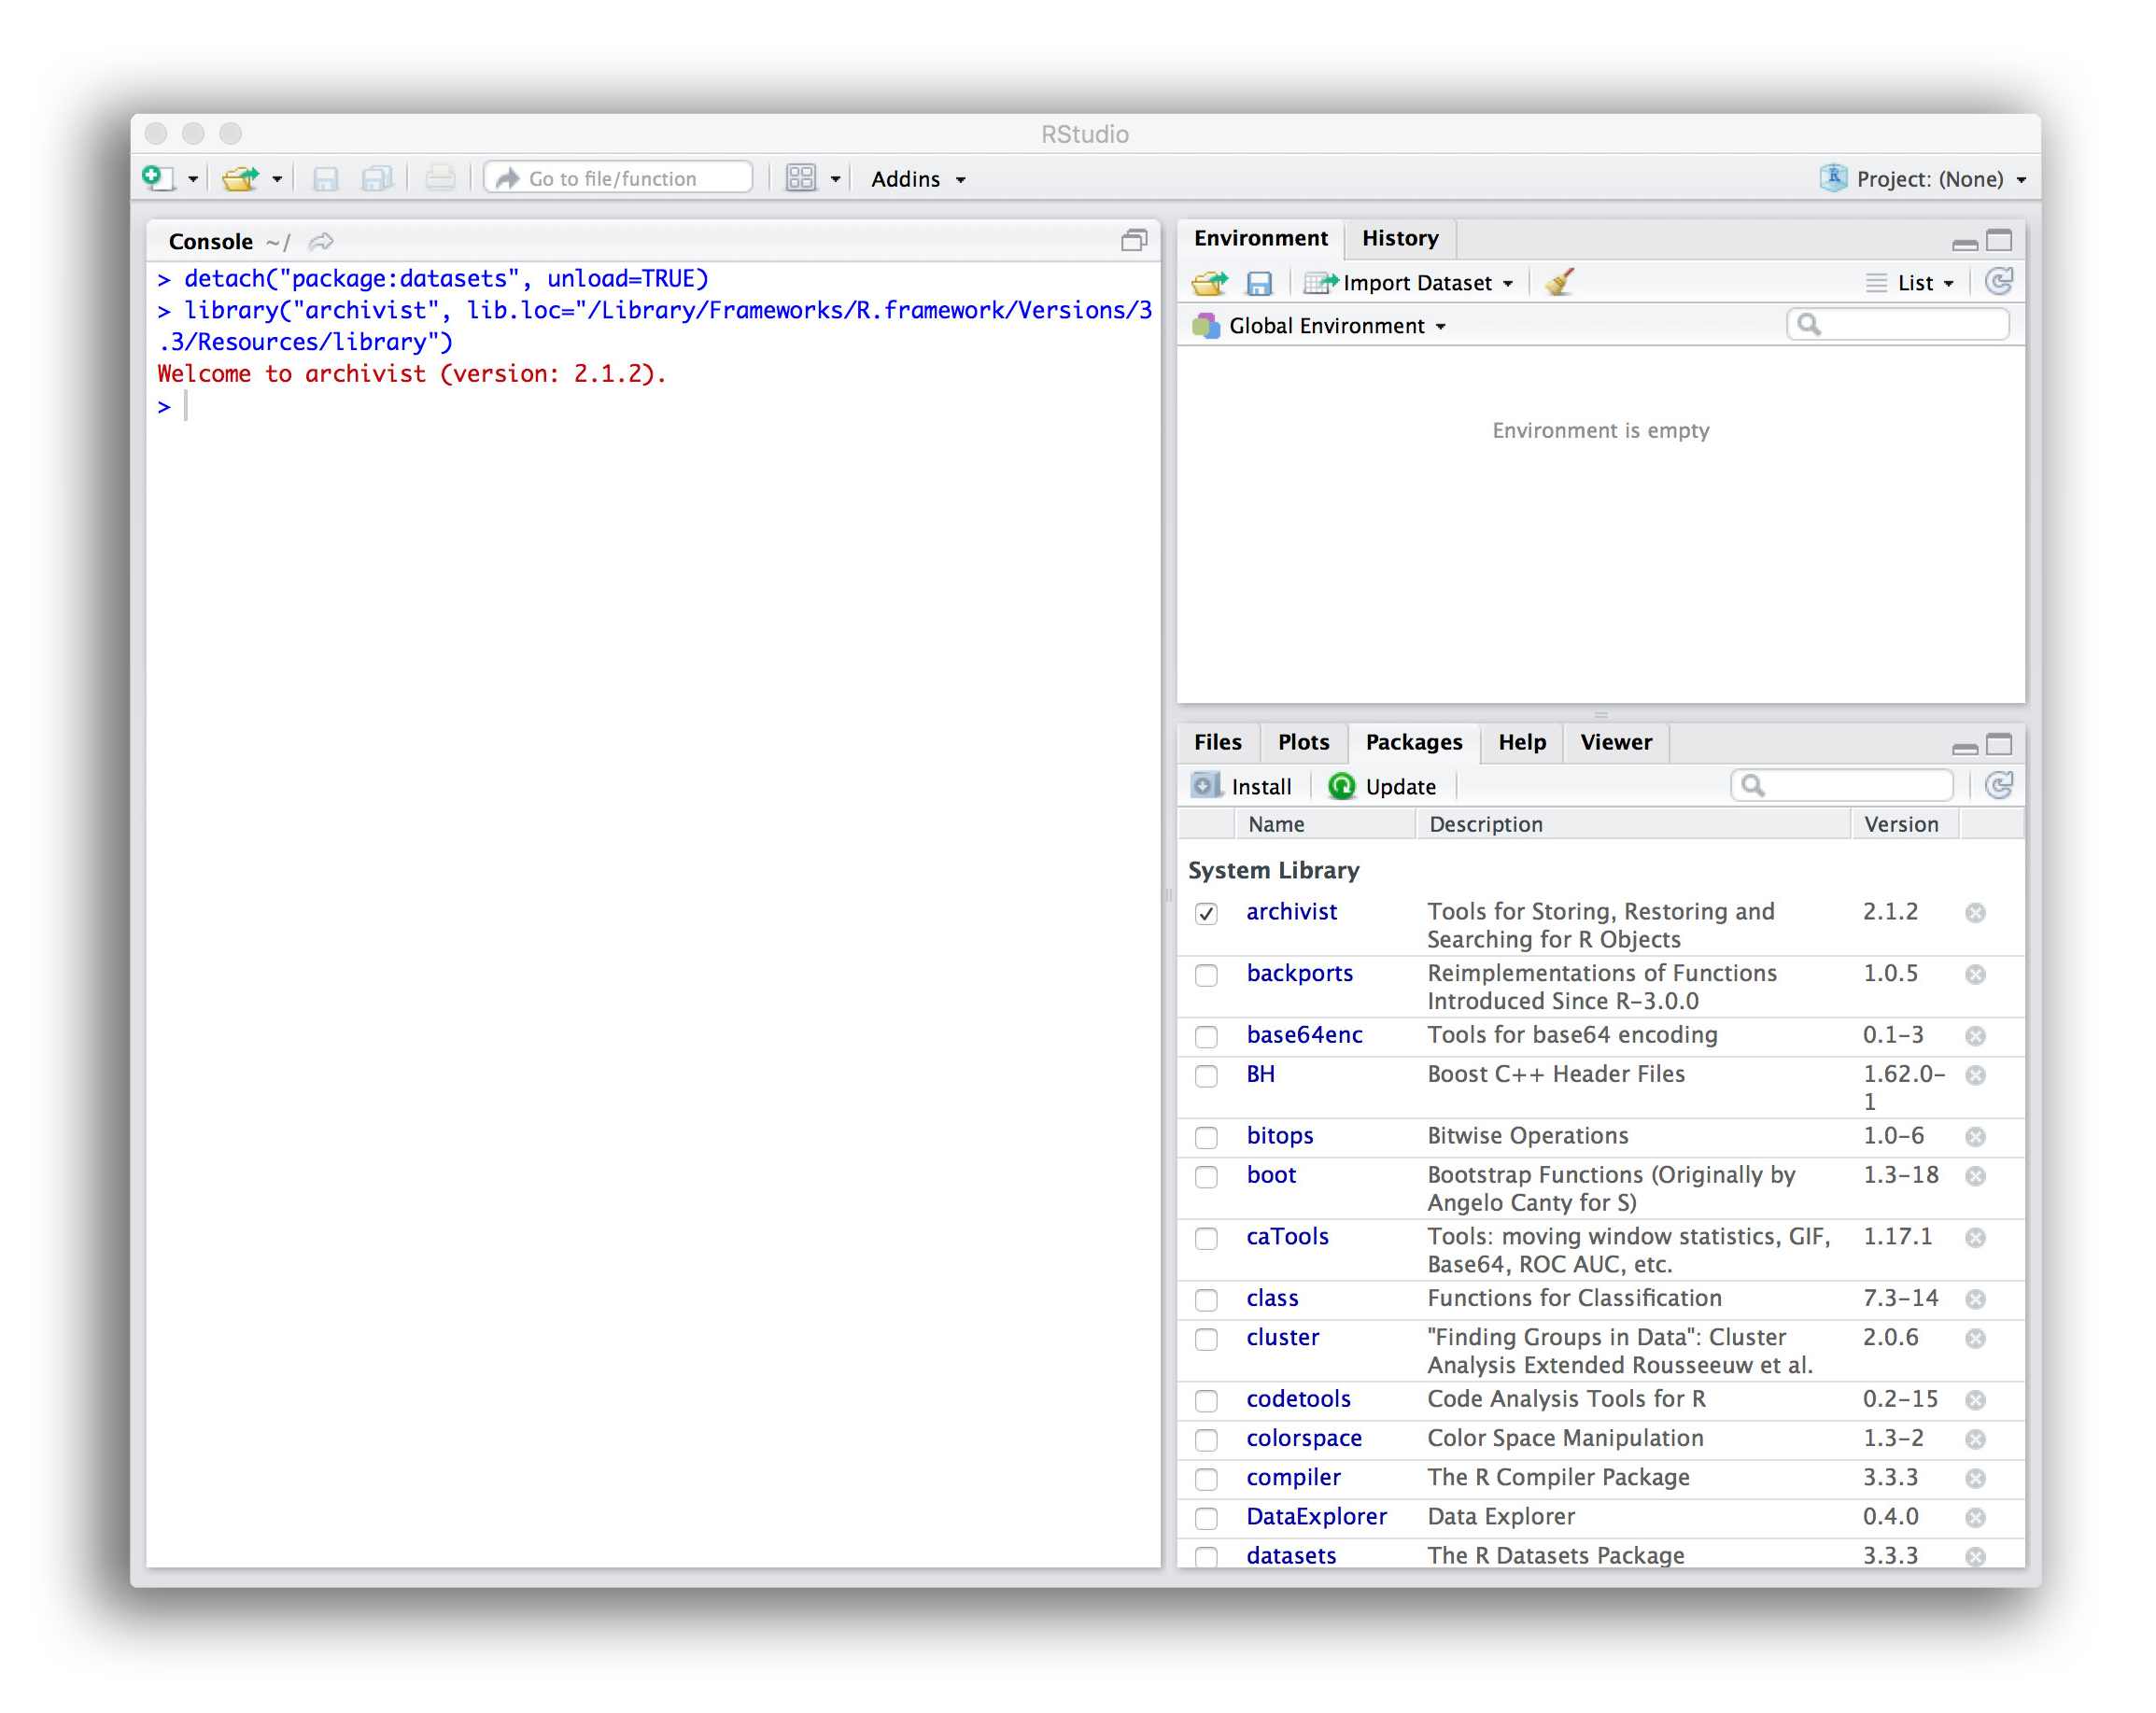 RStudio
Go to file/function
Addins
Project: (None)
Console ~/
> detach("package:datasets", unload=TRUE)
> library("archivist", lib.loc="/Library/Frameworks/R.framework/Versions/3
.3/Resources/library")
Welcome to archivist (version: 2.1.2).
>
Environment History
Import Dataset List
Global Environment
Environment is empty
Files Plots Packages Help Viewer
Install Update
Name Description Version
System Library
archivist Tools for Storing, Restoring and 2.1.2
Searching for R Objects
backports Reimplementations of Functions 1.0.5
Introduced Since R-3.0.0
base64enc Tools for base64 encoding 0.1-3
BH Boost C++ Header Files 1.62.0-
1
bitops Bitwise Operations 1.0-6
boot Bootstrap Functions (Originally by 1.3-18
Angelo Canty for S)
caTools Tools: moving window statistics, GIF, 1.17.1
Base64, ROC AUC, etc.
class Functions for Classification 7.3-14
cluster "Finding Groups in Data": Cluster 2.0.6
Analysis Extended Rousseeuw et al.
codetools Code Analysis Tools for R 0.2-15
colorspace Color Space Manipulation 1.3-2
compiler The R Compiler Package 3.3.3
DataExplorer Data Explorer 0.4.0
datasets The R Datasets Package 3.3.3